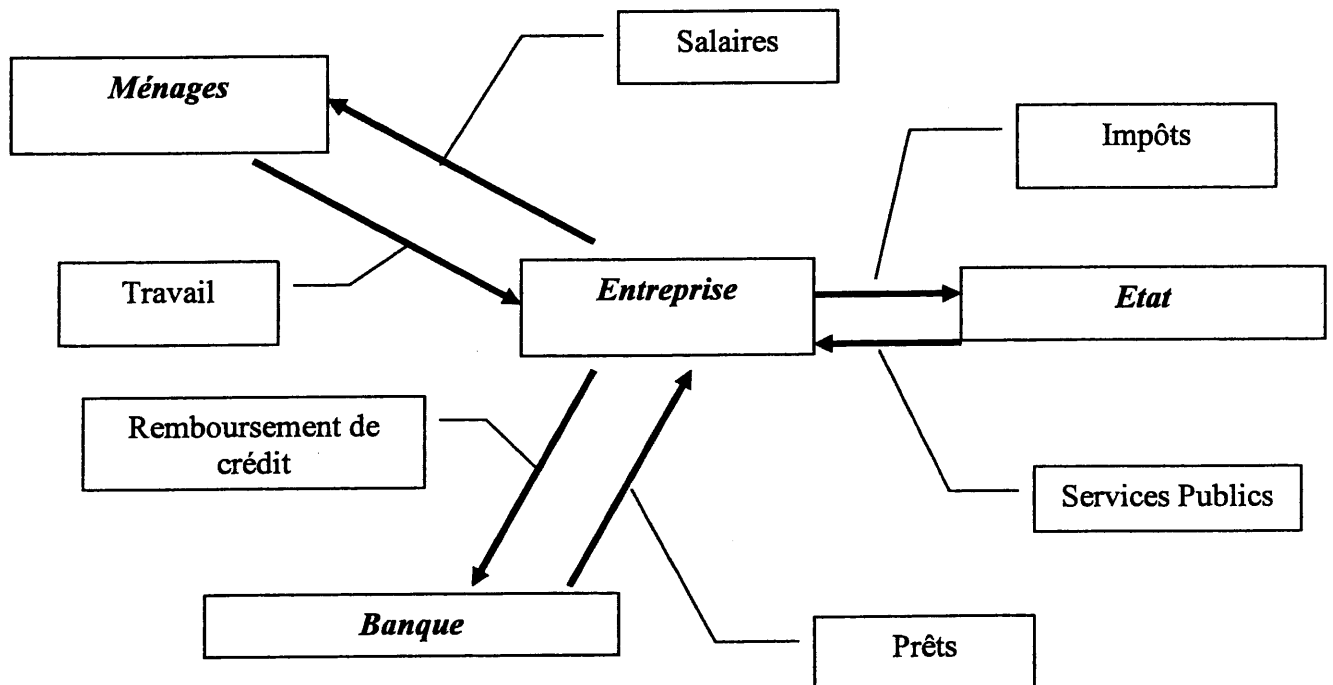 Salaires
Ménages
Impôts
Travail
Entreprise
Etat
Remboursement de
crédit
Services Publics
Banque
Prêts